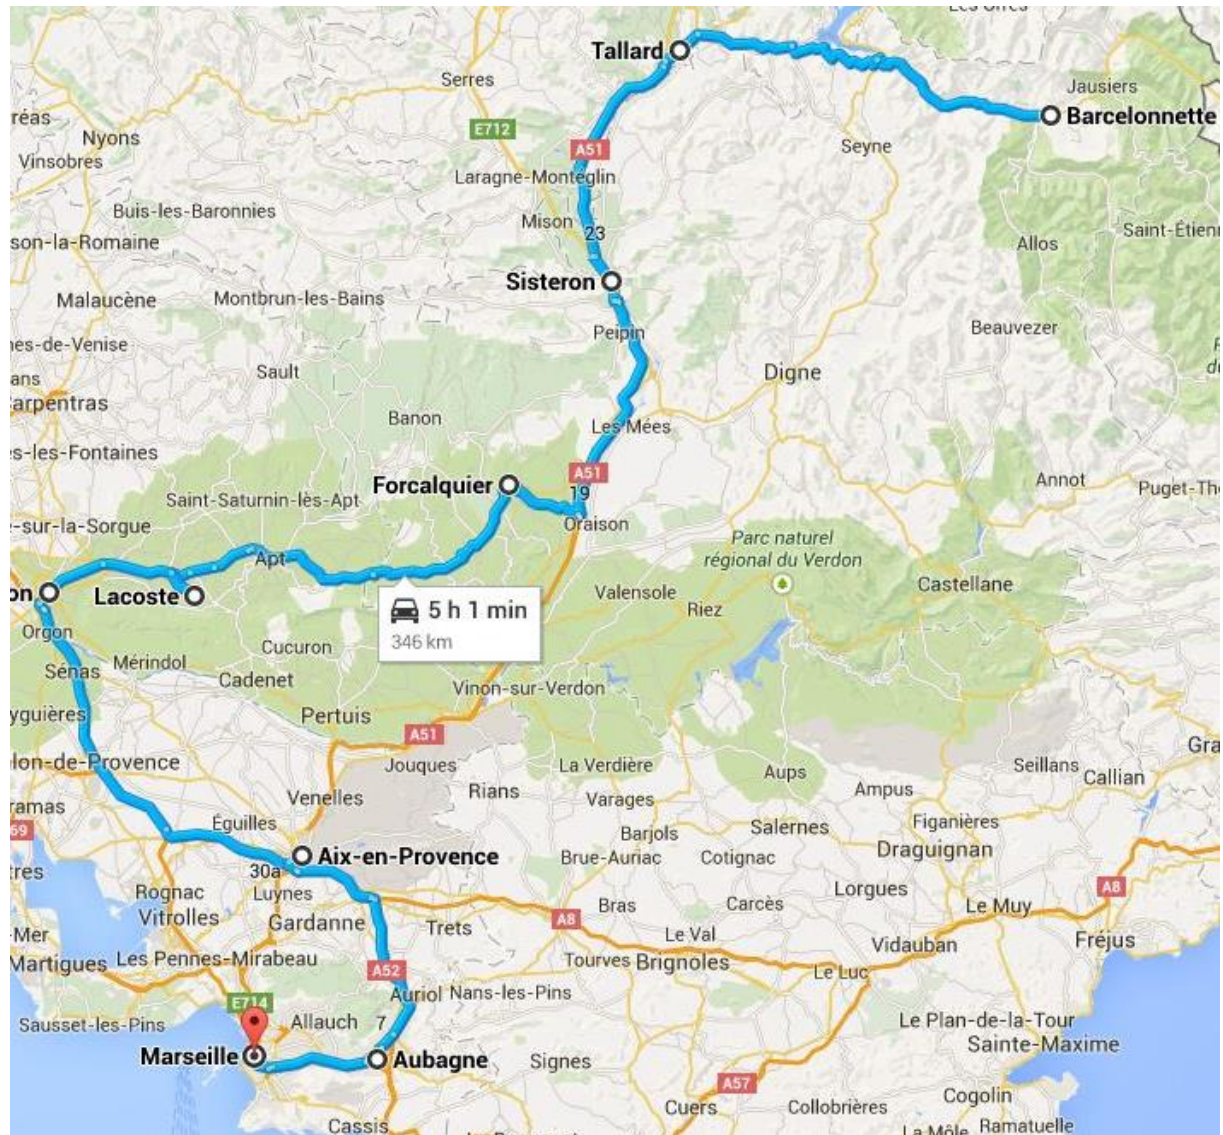 Les Orres
Tallard
Serres
Jausiers
Barcelonnette
réas
Nyons
E712
A51
Seyne
Vinsobres
Laragne-Monteglin
Buis-les-Baronnies
Mison
23
Saint-Étien
son-la-Romaine
Allos
Sisteron
Malaucène
Montbrun-les-Bains
Peipin
Beauvezer
nes-de-Venise
Sault
Digne
ans
arpentras
Banon
Les Mées
es-les-Fontaines
A51
Forcalquier
19
Annot
Puget-Thé
Saint-Saturnin-lès-Apt
-sur-la-Sorgue
Oraison
Parc naturel
régional du Verdon
Apt
Castellane
on
Lacoste
5 h 1 min
346 km
Valensole
Riez
Orgon
Cucuron
Sénas
Mérindol
Cadenet
Vinon-sur-Verdon
yguières
Pertuis
A51
Gra
lon-de-Provence
Jouques
La Verdière
Aups
Seillans
Callian
ramas
Venelles
Rians
Varages
Ampus
69
Éguilles
Barjols
Salernes
Figanières
Draguignan
Aix-en-Provence
Brue-Auriac
Cotignac
tres
30a
Rognac
Luynes
Lorgues
A8
Vitrolles
Gardanne
Bras
Carcès
Le Muy
-Mer
Trets
A8
Le Val
Vidauban
Fréjus
Martigues
Les Pennes-Mirabeau
A52
Tourves
Brignoles
Le Luc
Auriol
Nans-les-Pins
E714
Sausset-les-Pins
Allauch
7
Le Plan-de-la-Tour
Marseille
Aubagne
Signes
Sainte-Maxime
A57
Cogolin
Cuers
Collobrières
Cassis
La Môle
Ramatuelle